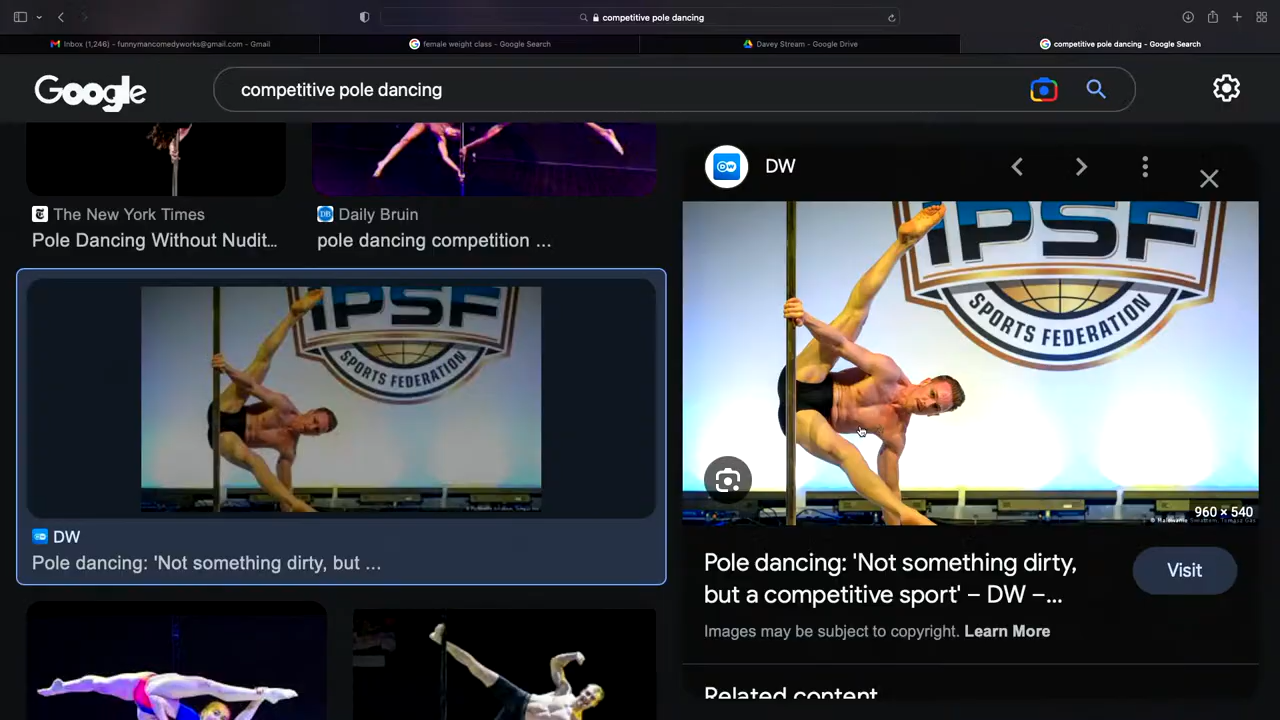 competitive pole dancing
Inbox (1,246) - funnymancomedyworks@gmail.com - Gmail
female weight class - Google Search
Davey Stream - Google Drive
competitive pole dancing - Google Search
Google
competitive pole dancing
The New York Times
Pole Dancing Without Nudit...
Daily Bruin
pole dancing competition ...
IPSF
SPORTS FEDERATION
DW
Pole dancing: 'Not something dirty, but ...
DW
IPSF
SPORTS FEDERATION
960 × 540
Pole dancing: 'Not something dirty,
but a competitive sport' – DW –...
Visit
Images may be subject to copyright. Learn More
Related content